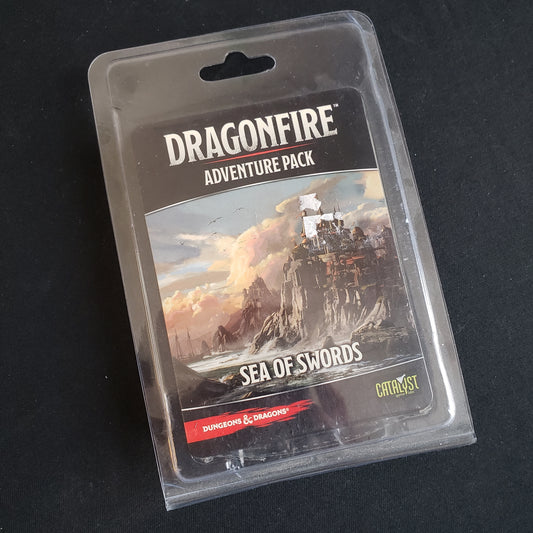 DRAGONFIRE™
ADVENTURE PACK
SEA OF SWORDS
CATALYST
DUNGEONS & DRAGONS®